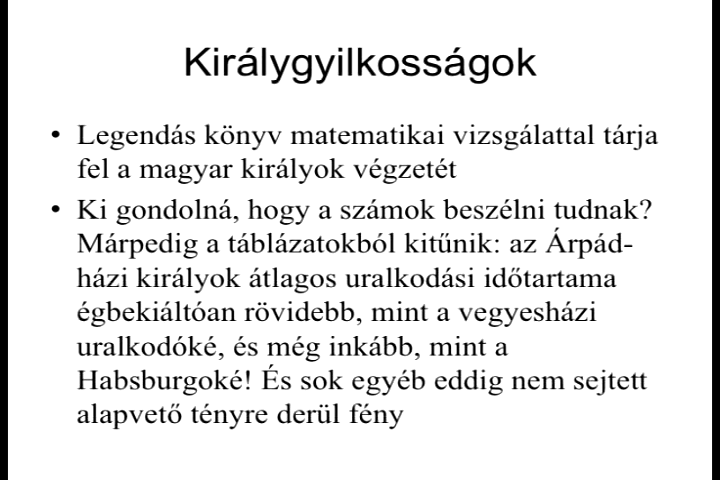 Királygyilkosságok
• Legendás könyv matematikai vizsgálattal tárja
fel a magyar királyok végzetét
• Ki gondolná, hogy a számok beszélni tudnak?
Márpedig a táblázatokból kitűnik: az Árpád-
házi királyok átlagos uralkodási időtartama
égbekiáltóan rövidebb, mint a vegyesházi
uralkodóké, és még inkább, mint a
Habsburgoké! És sok egyéb eddig nem sejtett
alapvető tényre derül fény